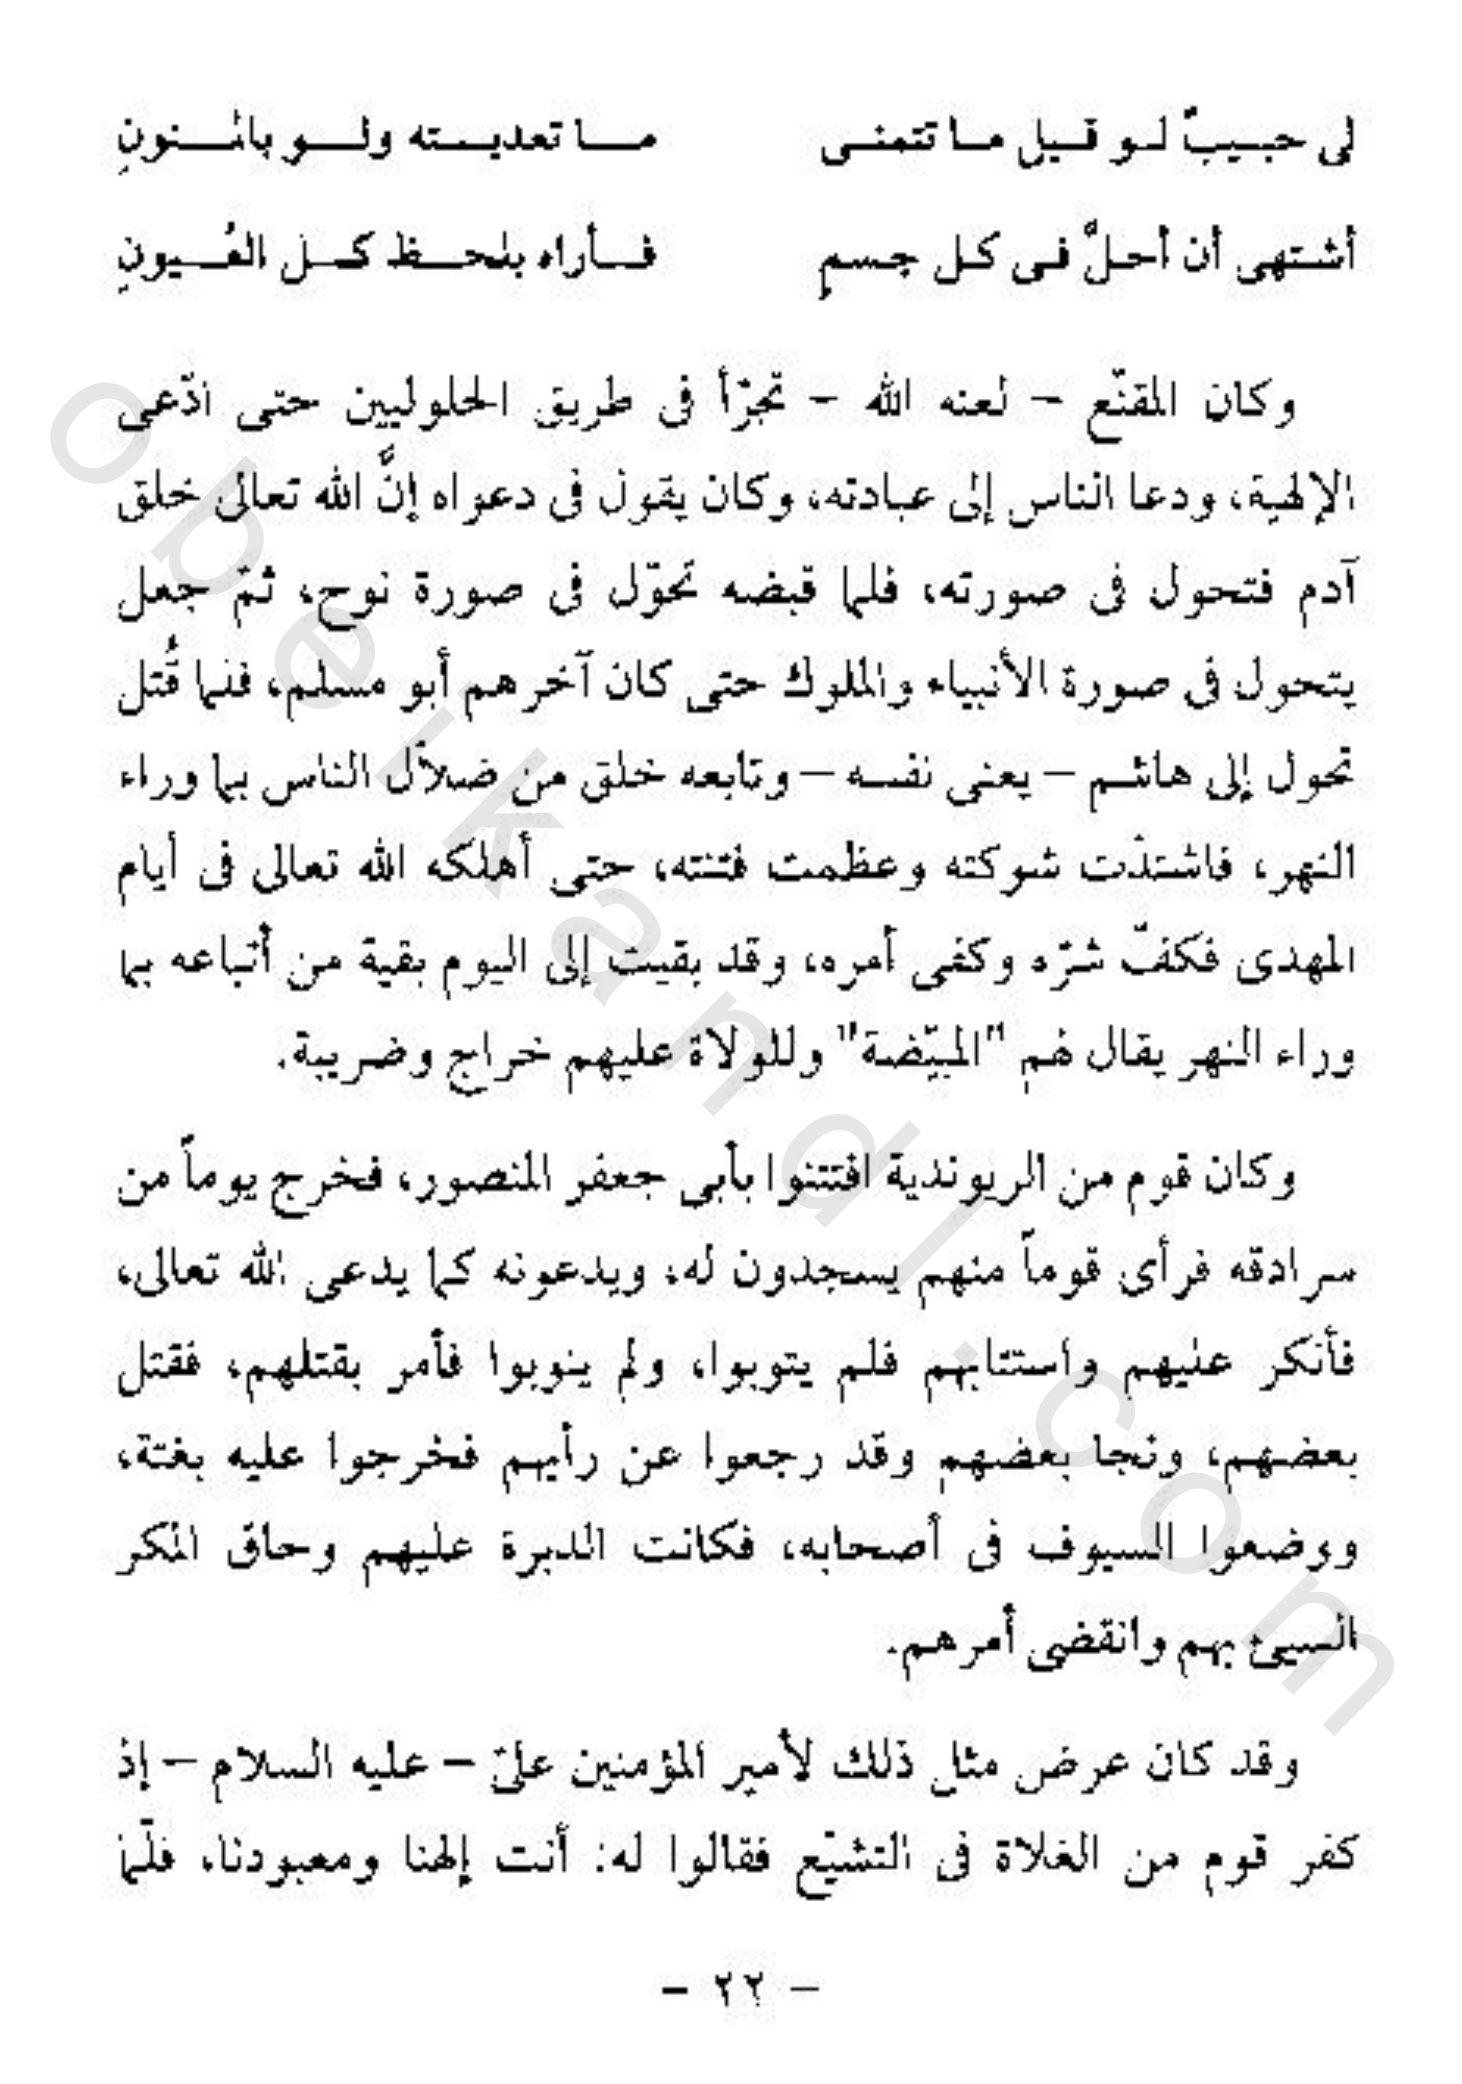 لى حبيبٌ لو قيل ما تتمنى ما تعديته ولو بالمنونِ
أشتهى أن أحلَّ فى كل جسمٍ فأراه بلحظ كل العُيونِ
وكان المقنّع – لعنه الله – تجرّأ فى طريق الحلوليين حتى ادّعى
الإلهية، ودعا الناس إلى عبادته، وكان يقول فى دعواه إنَّ الله تعالى خلق
آدم فتحول فى صورته، فلما قبضه تحوّل فى صورة نوح، ثمّ جعل
يتحول فى صورة الأنبياء والملوك حتى كان آخرهم أبو مسلم، فلما قُتل
تحول إلى هاشم – يعنى نفسه – وتابعه خلق من ضلاّل الناس بما وراء
النهر، فاشتدّت شوكته وعظمت فتنته، حتى أهلكه الله تعالى فى أيام
المهدى فكفّ شرّه وكفى أمره، وقد بقيت إلى اليوم بقية من أتباعه بما
وراء النهر يقال لهم "المبيّضة" وللولاة عليهم خراج وضريبة.
وكان قوم من الريوندية افتتنوا بأبى جعفر المنصور، فخرج يوماً من
سرادقه فرأى قوماً منهم يسجدون له، ويدعونه كما يدعى الله تعالى،
فأنكر عليهم واستتابهم فلم يتوبوا، ولم ينوبوا فأمر بقتلهم، فقتل
بعضهم، ونجا بعضهم وقد رجعوا عن رأيهم فخرجوا عليه بغتة،
ووضعوا السيوف فى أصحابه، فكانت الدبرة عليهم وحاق المكر
السيئ بهم وانقضى أمرهم.
وقد كان عرض مثل ذلك لأمير المؤمنين علىّ – عليه السلام – إذ
كفر قوم من الغلاة فى التشيّع فقالوا له: أنت إلهنا ومعبودنا، فلّما
– ٢٢ –
obeikandl.com